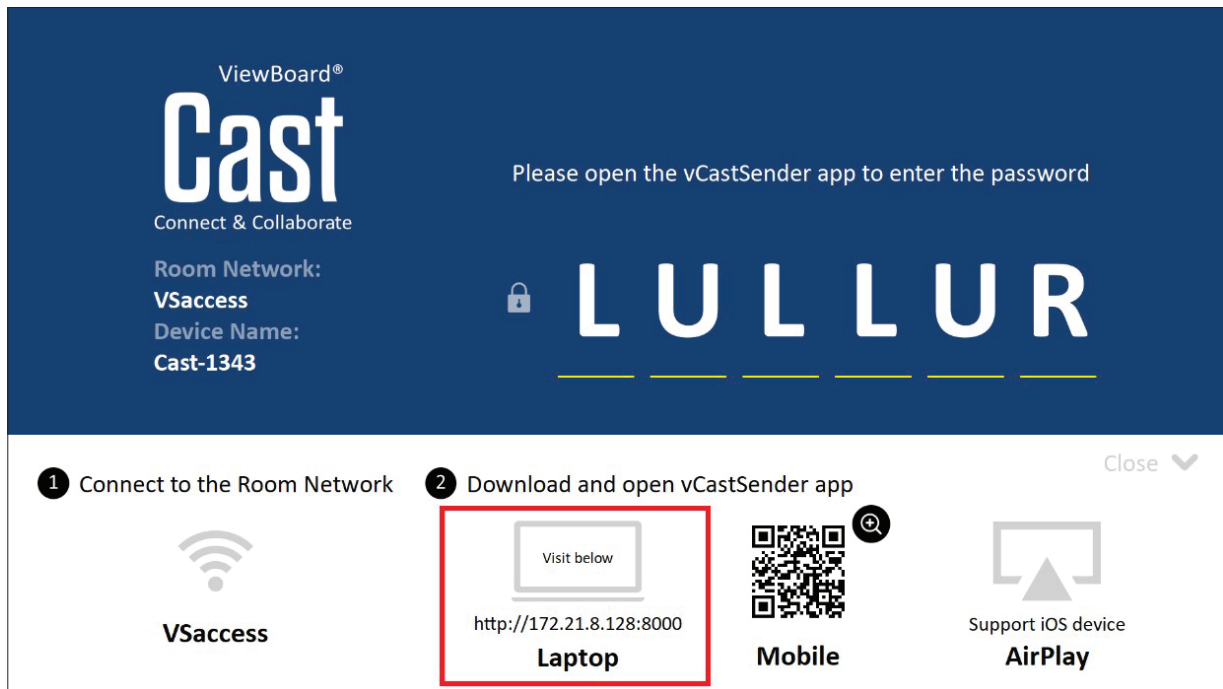 ViewBoard®
Cast
Connect & Collaborate
Room Network:
VSaccess
Device Name:
Cast-1343
Please open the vCastSender app to enter the password
LULLUR
Close
1 Connect to the Room Network
VSaccess
2 Download and open vCastSender app
Visit below
http://172.21.8.128:8000
Laptop
Mobile
Support iOS device
AirPlay